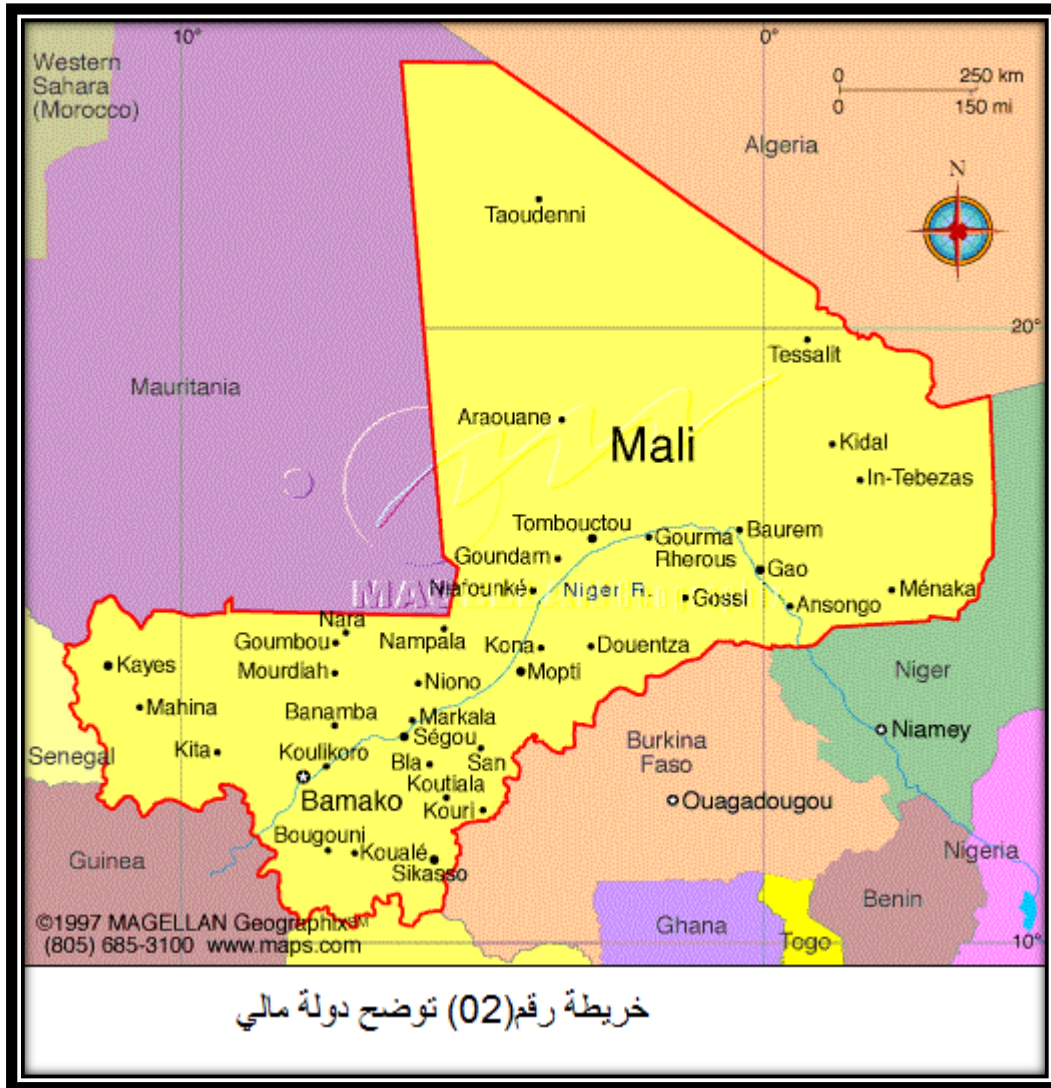 10°
0°
Western
Sahara
(Morocco)
0 250 km
0 150 mi
Algeria
N
Taoudenni
20°
Tessalit
Mauritania
Araouane
Mali
Kidal
In-Tebezas
Tombouctou
Baurem
Gourma
Rherous
Goundam
Gao
MAGELLAN Geographix
Niafounké
Niger R.
Gossi
Ménaka
Ansongo
Nara
Nampala
Goumbou
Kona
Douentza
Kayes
Mourdiah
Mopti
Niger
Niono
Mahina
Banamba
Markala
Niamey
Ségou
Senegal
Kita
Koulikoro
Bla
San
Burkina
Faso
Koutiala
Bamako
Kouri
Ouagadougou
Bougouni
Koualé
Sikasso
Guinea
Nigeria
Benin
Ghana
Togo
10°
©1997 MAGELLAN Geographix℠
(805) 685-3100 www.maps.com
خريطة رقم(02) توضح دولة مالي